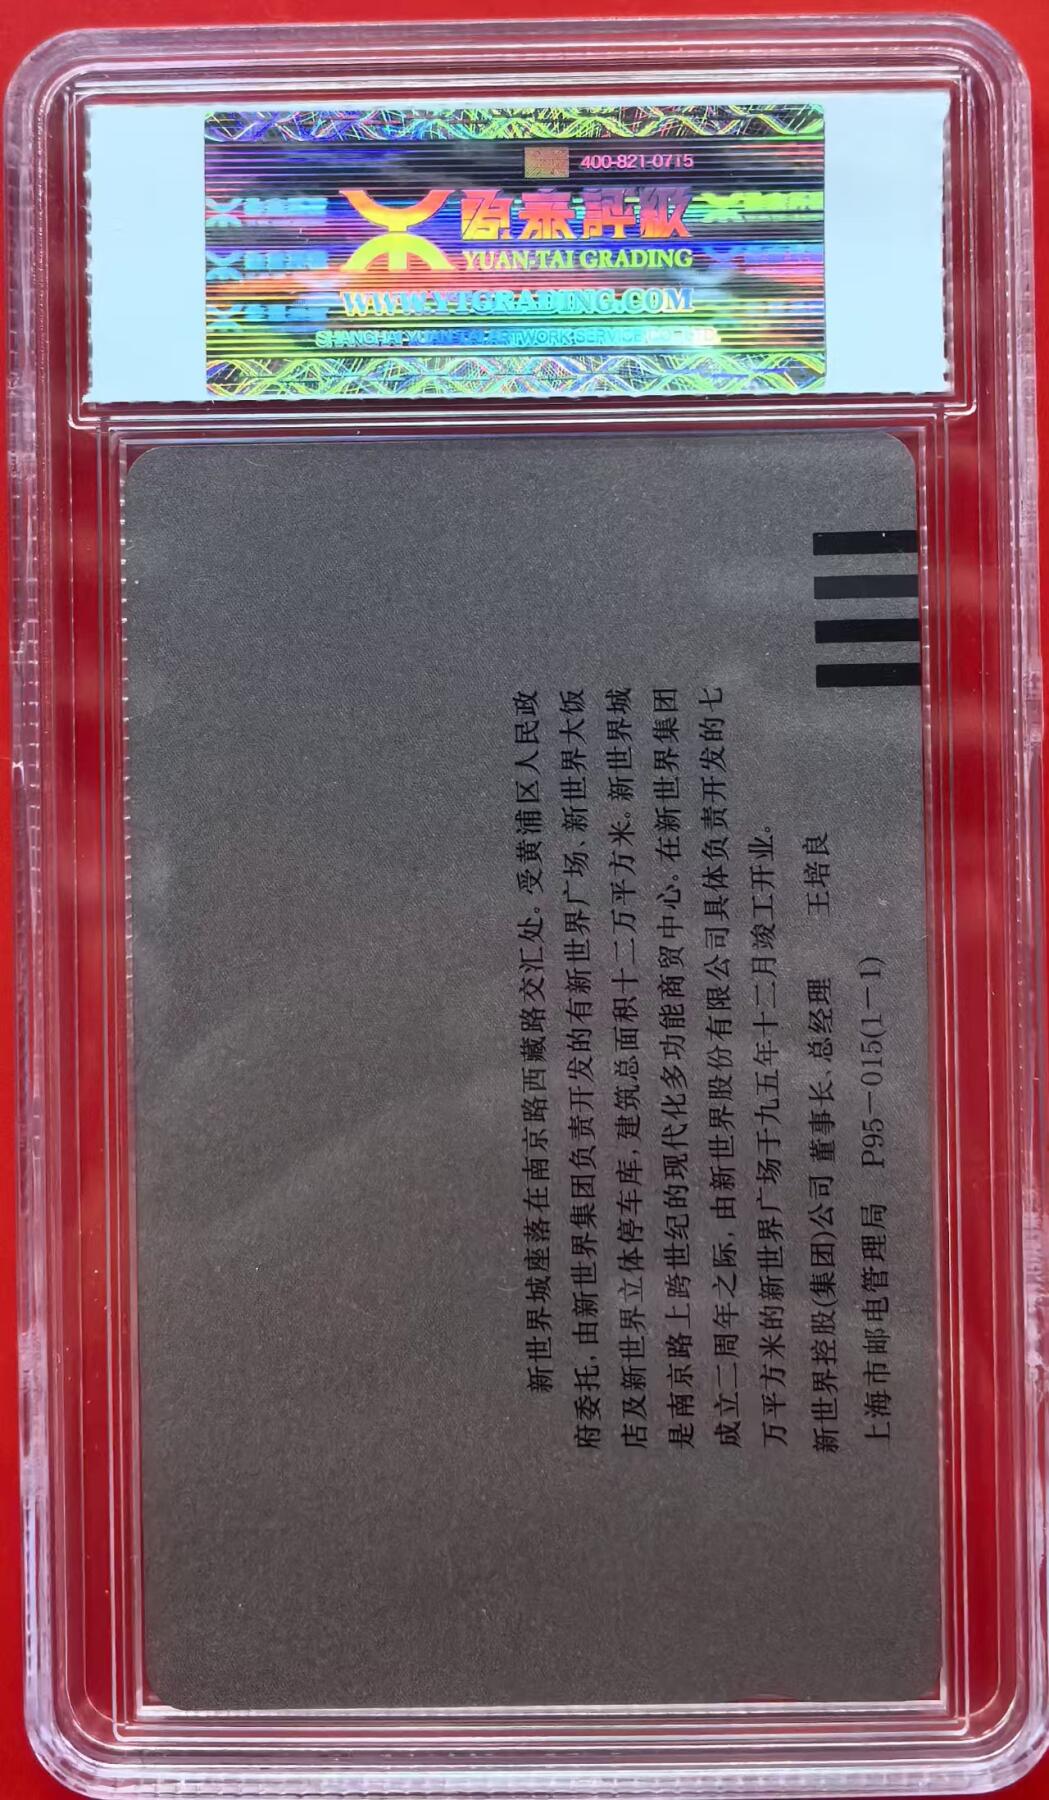 400-821-0715
源泰評級
YUAN-TAI GRADING
WWW.YTGRADING.COM
SHANGHAI YUAN-TAI ARTWORK SERVICE CO., LTD.
新世界城座落在南京路西藏路交汇处。受黄浦区人民政
府委托,由新世界集团负责开发的有新世界广场、新世界大饭
店及新世界立体停车库,建筑总面积十二万平方米。新世界城
是南京路上跨世纪的现代化多功能商贸中心。在新世界集团
成立二周年之际,由新世界股份有限公司具体负责开发的七
万平方米的新世界广场于九五年十二月竣工开业。
新世界控股(集团)公司 董事长、总经理 王培良
上海市邮电管理局 P95-015(1-1)